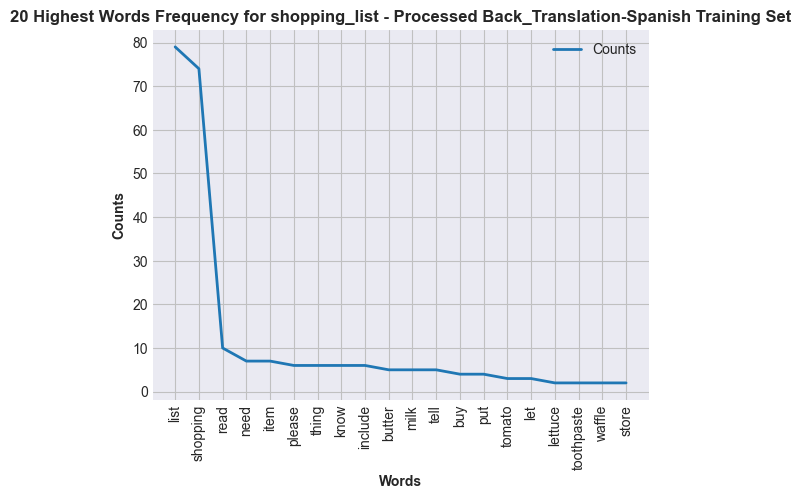 20 Highest Words Frequency for shopping_list - Processed Back_Translation-Spanish Training Set
Counts
80
70
60
50
40
30
20
10
0
Counts
list
shopping
read
need
item
please
thing
know
include
butter
milk
tell
buy
put
tomato
let
lettuce
toothpaste
waffle
store
Words